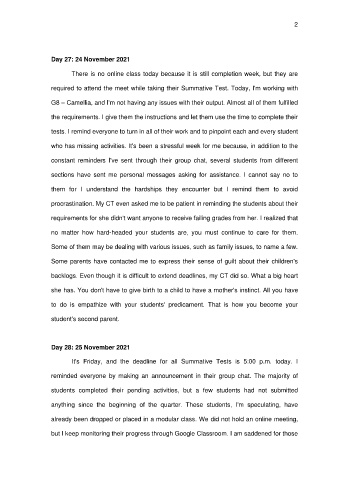 2
Day 27: 24 November 2021
There is no online class today because it is still completion week, but they are
required to attend the meet while taking their Summative Test. Today, I'm working with
G8 – Camellia, and I'm not having any issues with their output. Almost all of them fulfilled
the requirements. I give them the instructions and let them use the time to complete their
tests. I remind everyone to turn in all of their work and to pinpoint each and every student
who has missing activities. It's been a stressful week for me because, in addition to the
constant reminders I've sent through their group chat, several students from different
sections have sent me personal messages asking for assistance. I cannot say no to
them for I understand the hardships they encounter but I remind them to avoid
procrastination. My CT even asked me to be patient in reminding the students about their
requirements for she didn't want anyone to receive failing grades from her. I realized that
no matter how hard-headed your students are, you must continue to care for them.
Some of them may be dealing with various issues, such as family issues, to name a few.
Some parents have contacted me to express their sense of guilt about their children's
backlogs. Even though it is difficult to extend deadlines, my CT did so. What a big heart
she has. You don't have to give birth to a child to have a mother's instinct. All you have
to do is empathize with your students' predicament. That is how you become your
student's second parent.
Day 28: 25 November 2021
It's Friday, and the deadline for all Summative Tests is 5:00 p.m. today. I
reminded everyone by making an announcement in their group chat. The majority of
students completed their pending activities, but a few students had not submitted
anything since the beginning of the quarter. Those students, I'm speculating, have
already been dropped or placed in a modular class. We did not hold an online meeting,
but I keep monitoring their progress through Google Classroom. I am saddened for those